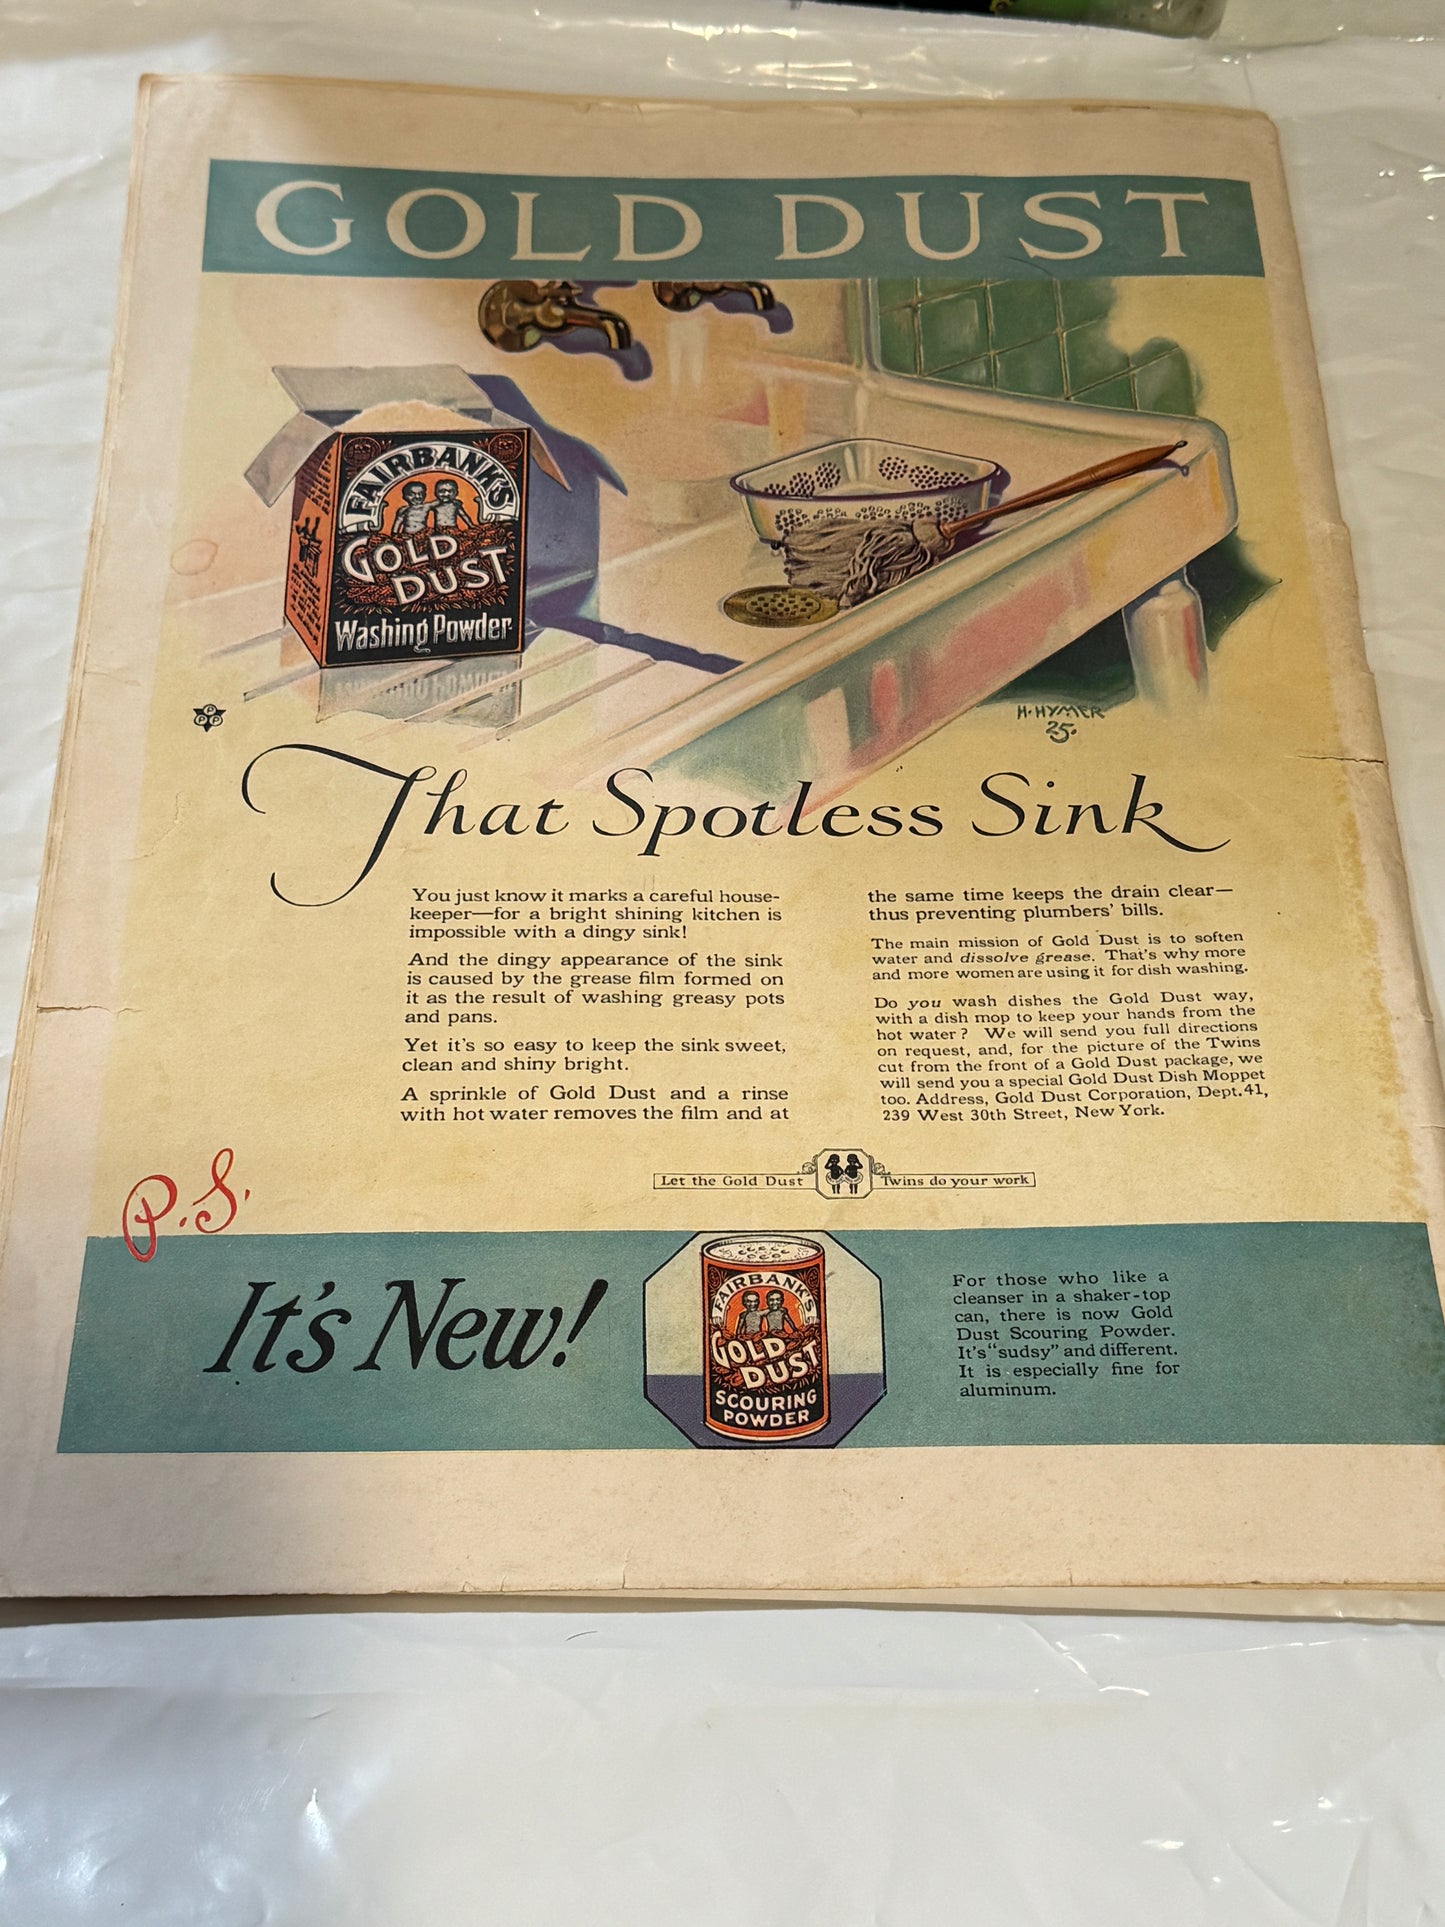 GOLD DUST
FAIRBANK'S
GOLD
DUST
Washing Powder
P
P P
H. HYMER
25.
That Spotless Sink
You just know it marks a careful house-
keeper—for a bright shining kitchen is
impossible with a dingy sink!
And the dingy appearance of the sink
is caused by the grease film formed on
it as the result of washing greasy pots
and pans.
Yet it's so easy to keep the sink sweet,
clean and shiny bright.
A sprinkle of Gold Dust and a rinse
with hot water removes the film and at
the same time keeps the drain clear—
thus preventing plumbers' bills.
The main mission of Gold Dust is to soften
water and dissolve grease. That's why more
and more women are using it for dish washing.
Do you wash dishes the Gold Dust way,
with a dish mop to keep your hands from the
hot water? We will send you full directions
on request, and, for the picture of the Twins
cut from the front of a Gold Dust package, we
will send you a special Gold Dust Dish Moppet
too. Address, Gold Dust Corporation, Dept. 41,
239 West 30th Street, New York.
Let the Gold Dust Twins do your work
P.S.
It's New!
FAIRBANK'S
GOLD
DUST
SCOURING
POWDER
For those who like a
cleanser in a shaker-top
can, there is now Gold
Dust Scouring Powder.
It's "sudsy" and different.
It is especially fine for
aluminum.